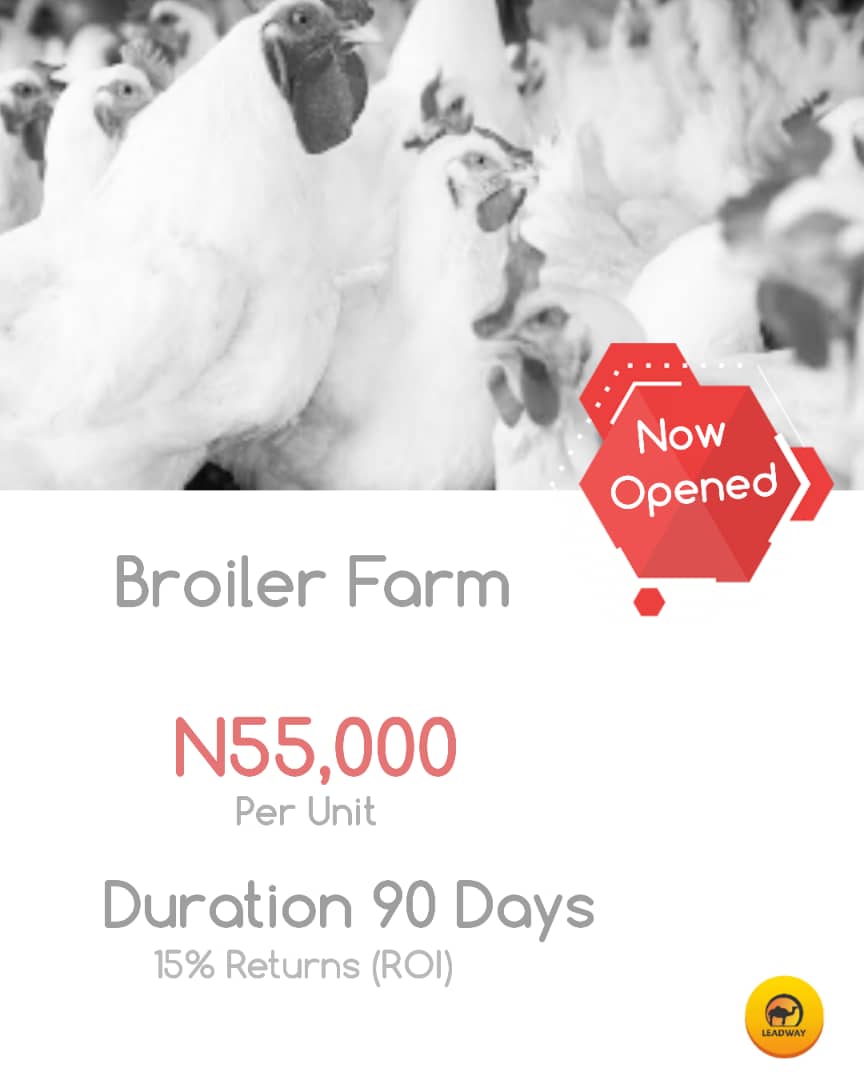 Now
Opened
Broiler Farm
N55,000
Per Unit
Duration 90 Days
15% Returns (ROI)
LEADWAY